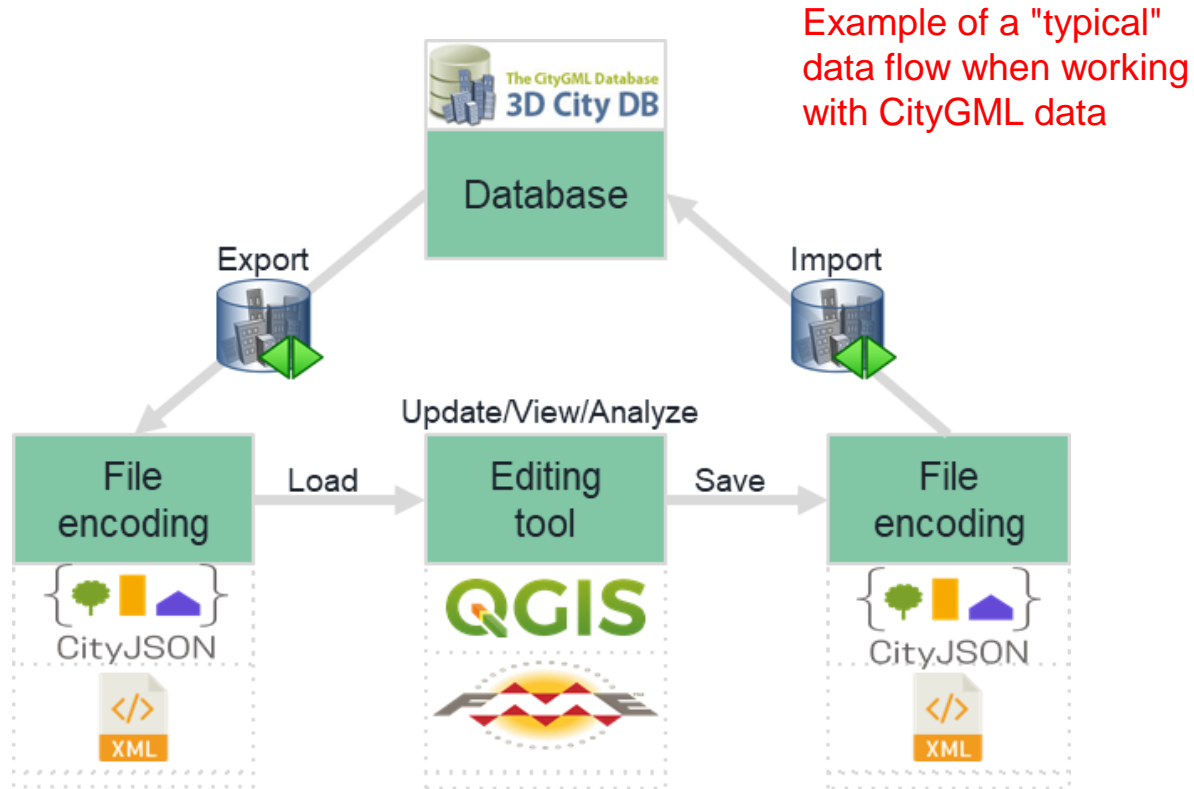 Example of a "typical"
data flow when working
with CityGML data
The CityGML Database
3D City DB
Database
Export
Import
Update/View/Analyze
File
encoding
Load
Editing
tool
Save
File
encoding
CityJSON
QGIS
CityJSON
XML
FME
XML